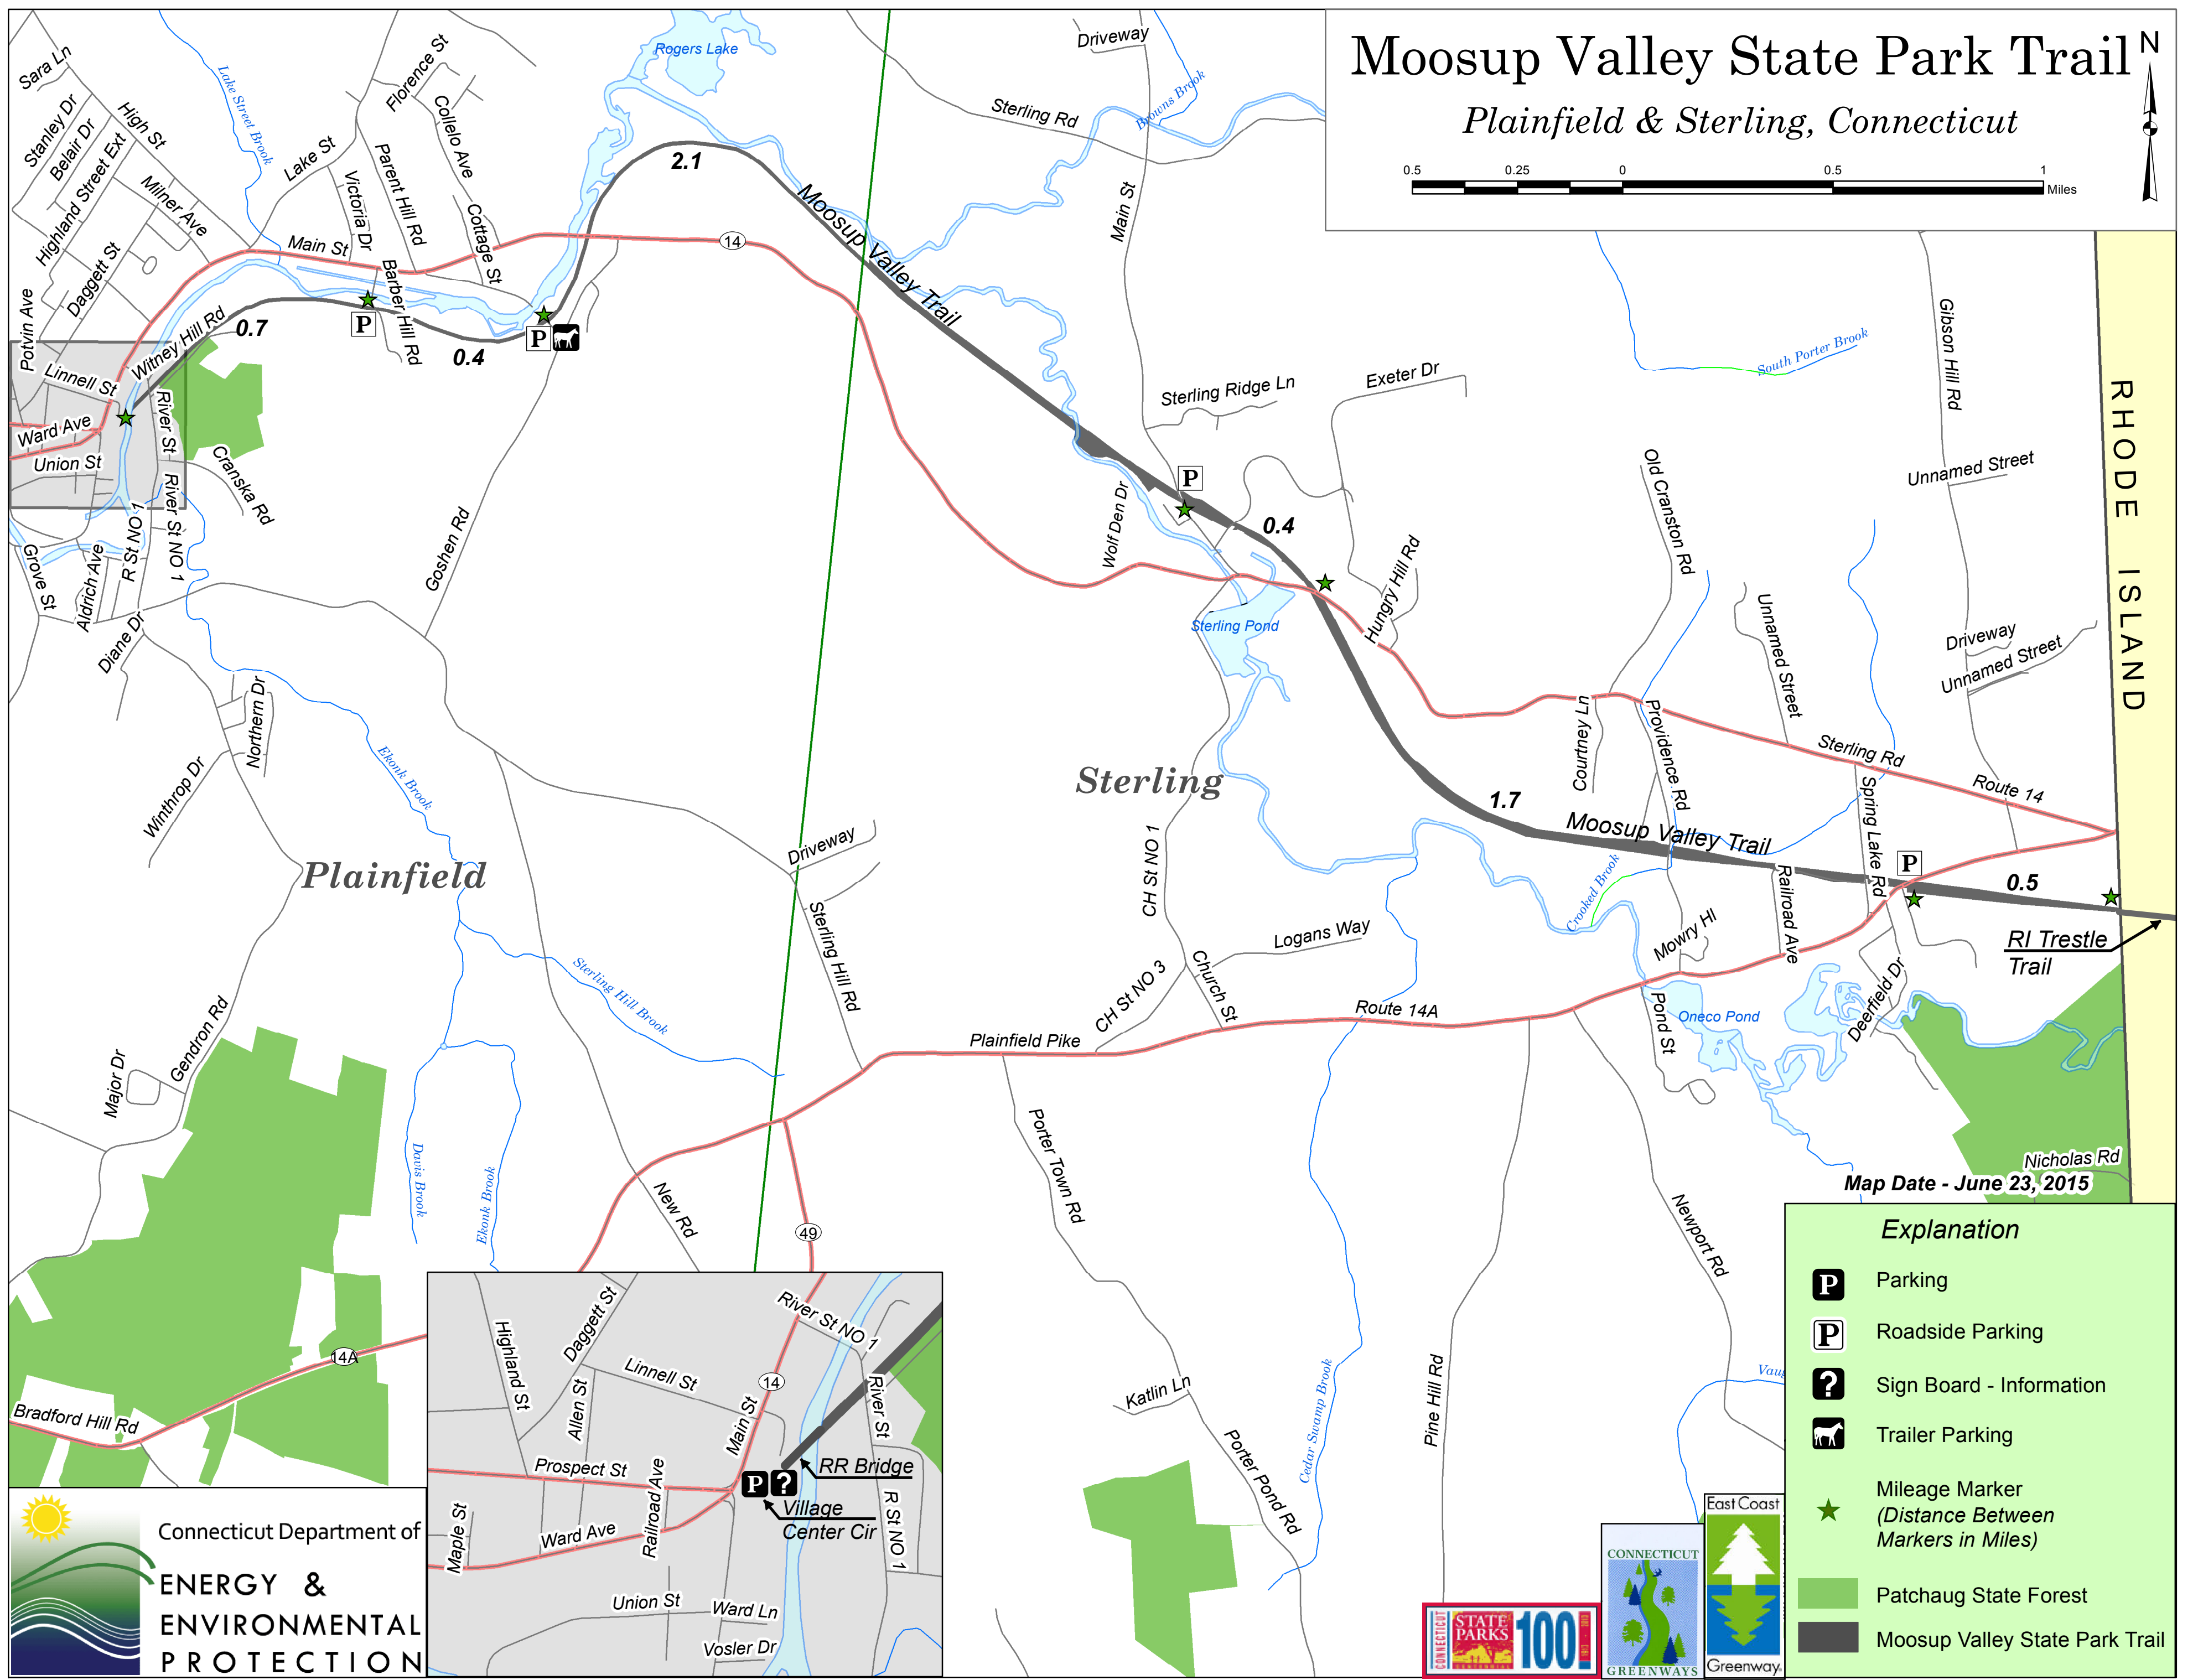 Moosup Valley State Park Trail
Plainfield & Sterling, Connecticut
N
0.5 0.25 0 0.5 1
Miles
Rogers Lake
Driveway
Sterling Rd
Browns Brook
Main St
Sara Ln
Stanley Dr
Belair Dr
High St
Highland Street Ext
Milner Ave
Daggett St
Potvin Ave
Lake Street Brook
Lake St
Florence St
Collelo Ave
Parent Hill Rd
Victoria Dr
Cottage St
Main St
Barber Hill Rd
Witney Hill Rd
2.1
14
0.7
P
0.4
P
Moosup Valley Trail
Linnell St
Ward Ave
Union St
River St
River St NO 1
R St NO 1
Cranska Rd
Grove St
Aldrich Ave
Diane Dr
Goshen Rd
Northern Dr
Winthrop Dr
Ekonk Brook
Sterling Ridge Ln
Exeter Dr
P
0.4
Wolf Den Dr
Hungry Hill Rd
Sterling Pond
South Porter Brook
Gibson Hill Rd
Unnamed Street
Old Cranston Rd
Unnamed Street
Driveway
Unnamed Street
RHODE ISLAND
Courtney Ln
Providence Rd
Sterling Rd
Route 14
Spring Lake Rd
Sterling
Plainfield
1.7
Moosup Valley Trail
P
0.5
RI Trestle
Trail
Crooked Brook
Railroad Ave
Mowry Hl
Deerfield Dr
Oneco Pond
Pond St
Driveway
Sterling Hill Rd
CH St NO 1
Logans Way
CH St NO 3
Church St
Route 14A
Plainfield Pike
Sterling Hill Brook
Gendron Rd
Major Dr
Davis Brook
Ekonk Brook
New Rd
49
Porter Town Rd
Newport Rd
Nicholas Rd
Map Date - June 23, 2015
Katlin Ln
Porter Pond Rd
Cedar Swamp Brook
Pine Hill Rd
Vaug
14A
Bradford Hill Rd
Highland St
Daggett St
River St NO 1
Linnell St
Allen St
14
Main St
River St
Prospect St
P ?
RR Bridge
Village
Center Cir
Railroad Ave
Ward Ave
Maple St
R St NO 1
Union St
Ward Ln
Vosler Dr
Connecticut Department of
ENERGY &
ENVIRONMENTAL
PROTECTION
Explanation
P Parking
P Roadside Parking
? Sign Board - Information
Trailer Parking
Mileage Marker
(Distance Between
Markers in Miles)
Patchaug State Forest
Moosup Valley State Park Trail
CONNECTICUT
STATE
PARKS
CENTENNIAL
100
CONNECTICUT
GREENWAYS
East Coast
Greenway